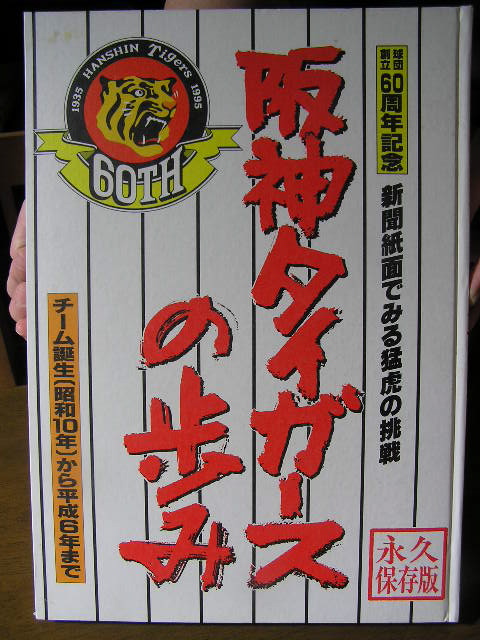 球団
創立
60周年記念
新聞紙面でみる猛虎の挑戦
阪神タイガース
の歩み
1935 HANSHIN Tigers 1995
60TH
チーム誕生〔昭和10年〕から平成6年まで
永久
保存版